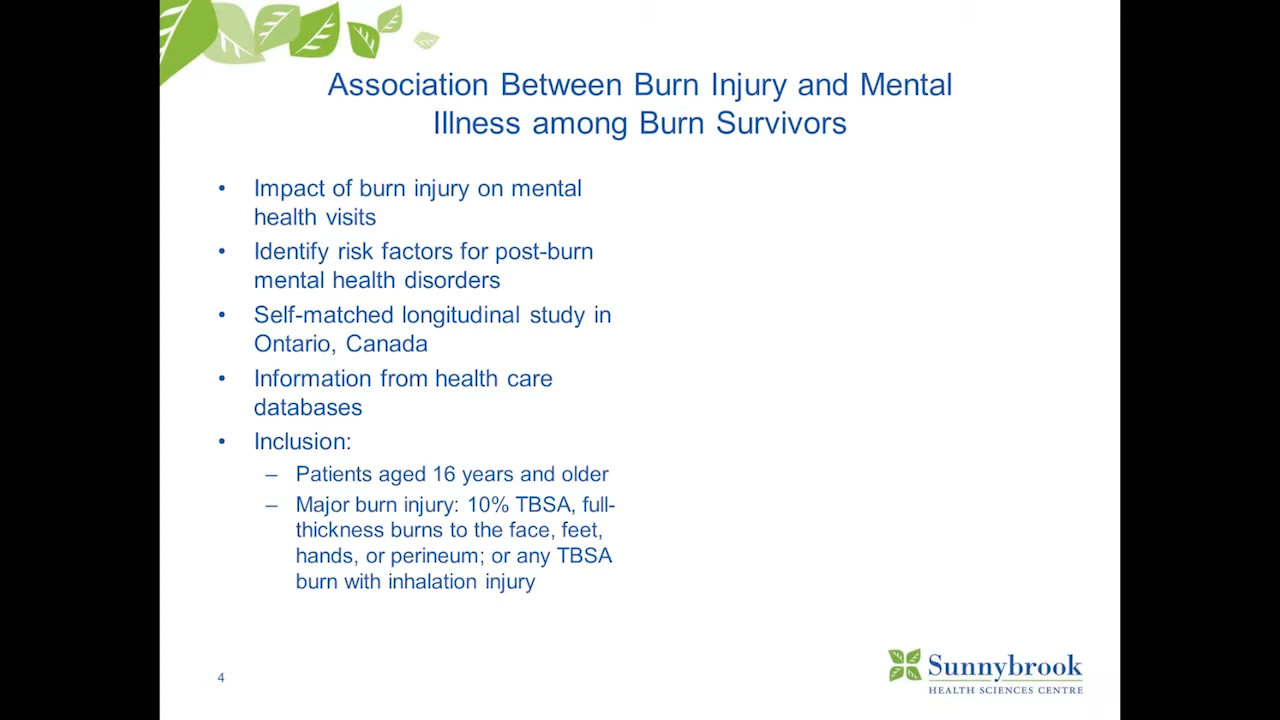 Association Between Burn Injury and Mental
Illness among Burn Survivors
• Impact of burn injury on mental
health visits
• Identify risk factors for post-burn
mental health disorders
• Self-matched longitudinal study in
Ontario, Canada
• Information from health care
databases
• Inclusion:
– Patients aged 16 years and older
– Major burn injury: 10% TBSA, full-
thickness burns to the face, feet,
hands, or perineum; or any TBSA
burn with inhalation injury
4
Sunnybrook
HEALTH SCIENCES CENTRE